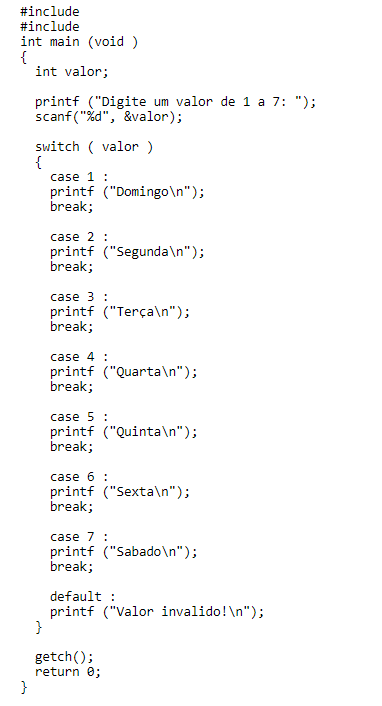 #include
#include
int main (void )
{
int valor;
printf ("Digite um valor de 1 a 7: ");
scanf("%d", &valor);
switch ( valor )
{
case 1 :
printf ("Domingo\n");
break;
case 2 :
printf ("Segunda\n");
break;
case 3 :
printf ("Terça\n");
break;
case 4 :
printf ("Quarta\n");
break;
case 5 :
printf ("Quinta\n");
break;
case 6 :
printf ("Sexta\n");
break;
case 7 :
printf ("Sabado\n");
break;
default :
printf ("Valor invalido!\n");
}
getch();
return 0;
}